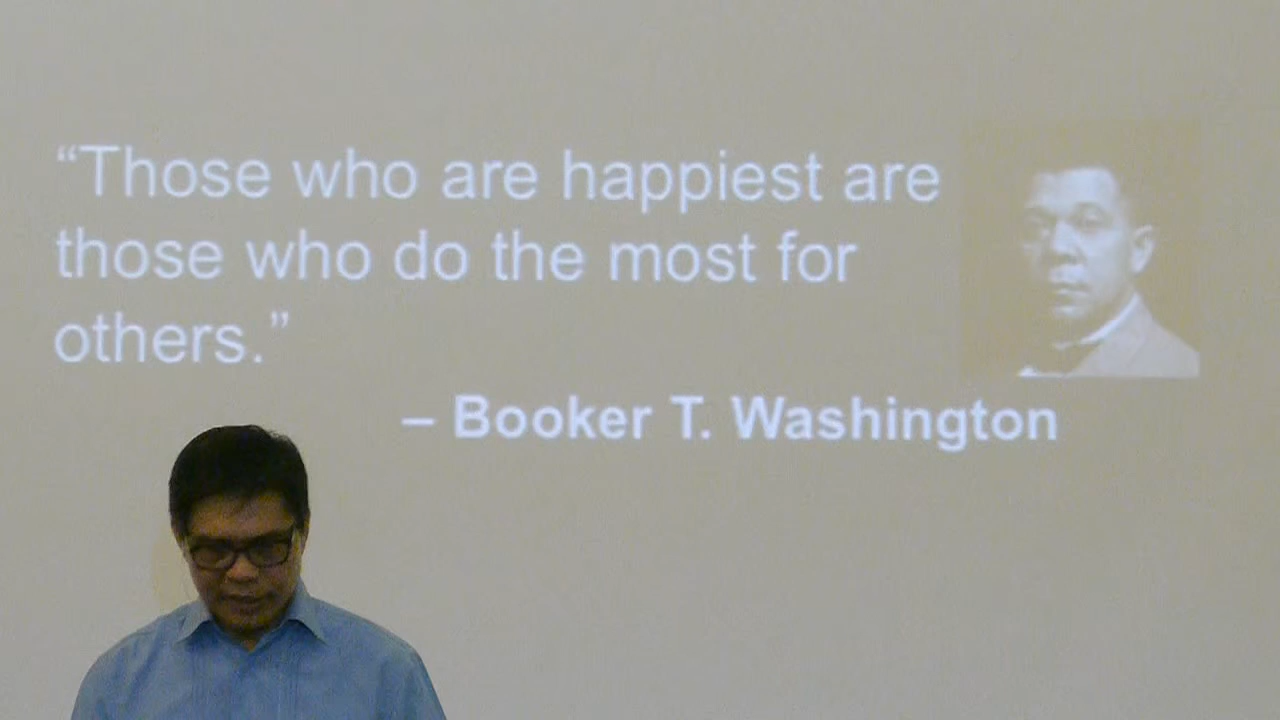 “Those who are happiest are
those who do the most for
others.”
– Booker T. Washington